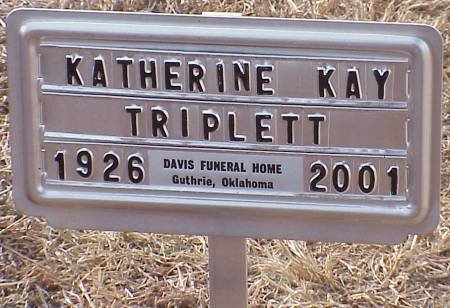 KATHERINE KAY
TRIPLETT
1926 DAVIS FUNERAL HOME 2001
Guthrie, Oklahoma